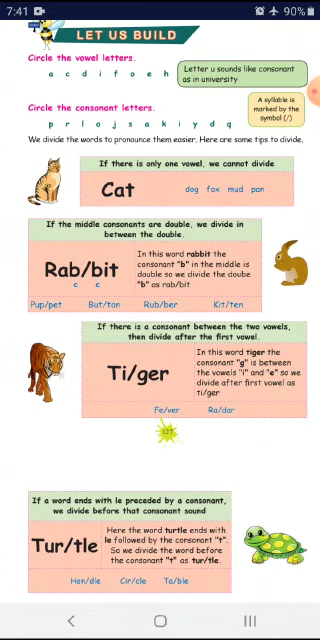 7:41 90%
LET US BUILD
Circle the vowel letters.
a c d i f o e h
Letter u sounds like consonant
as in university
Circle the consonant letters.
p r l o j s a k i y d q
A syllable is
marked by the
symbol (/)
We divide the words to pronounce them easier. Here are some tips to divide.
If there is only one vowel, we cannot divide
Cat
dog fox mud pan
If the middle consonants are double, we divide in
between the double.
Rab/bit
c c
In this word rabbit the
consonant "b" in the middle is
double so we divide the doube
"b" as rab/bit
Pup/pet But/ton Rub/ber Kit/ten
If there is a consonant between the two vowels,
then divide after the first vowel.
Ti/ger
In this word tiger the
consonant "g" is between
the vowels "i" and "e" so we
divide after first vowel as
ti/ger
Fe/ver Ra/dar
127
If a word ends with le preceded by a consonant,
we divide before that consonant sound
Tur/tle
Here the word turtle ends with
le followed by the consonant "t".
So we divide the word before
the consonant "t" as tur/tle.
Han/dle Cir/cle Ta/ble